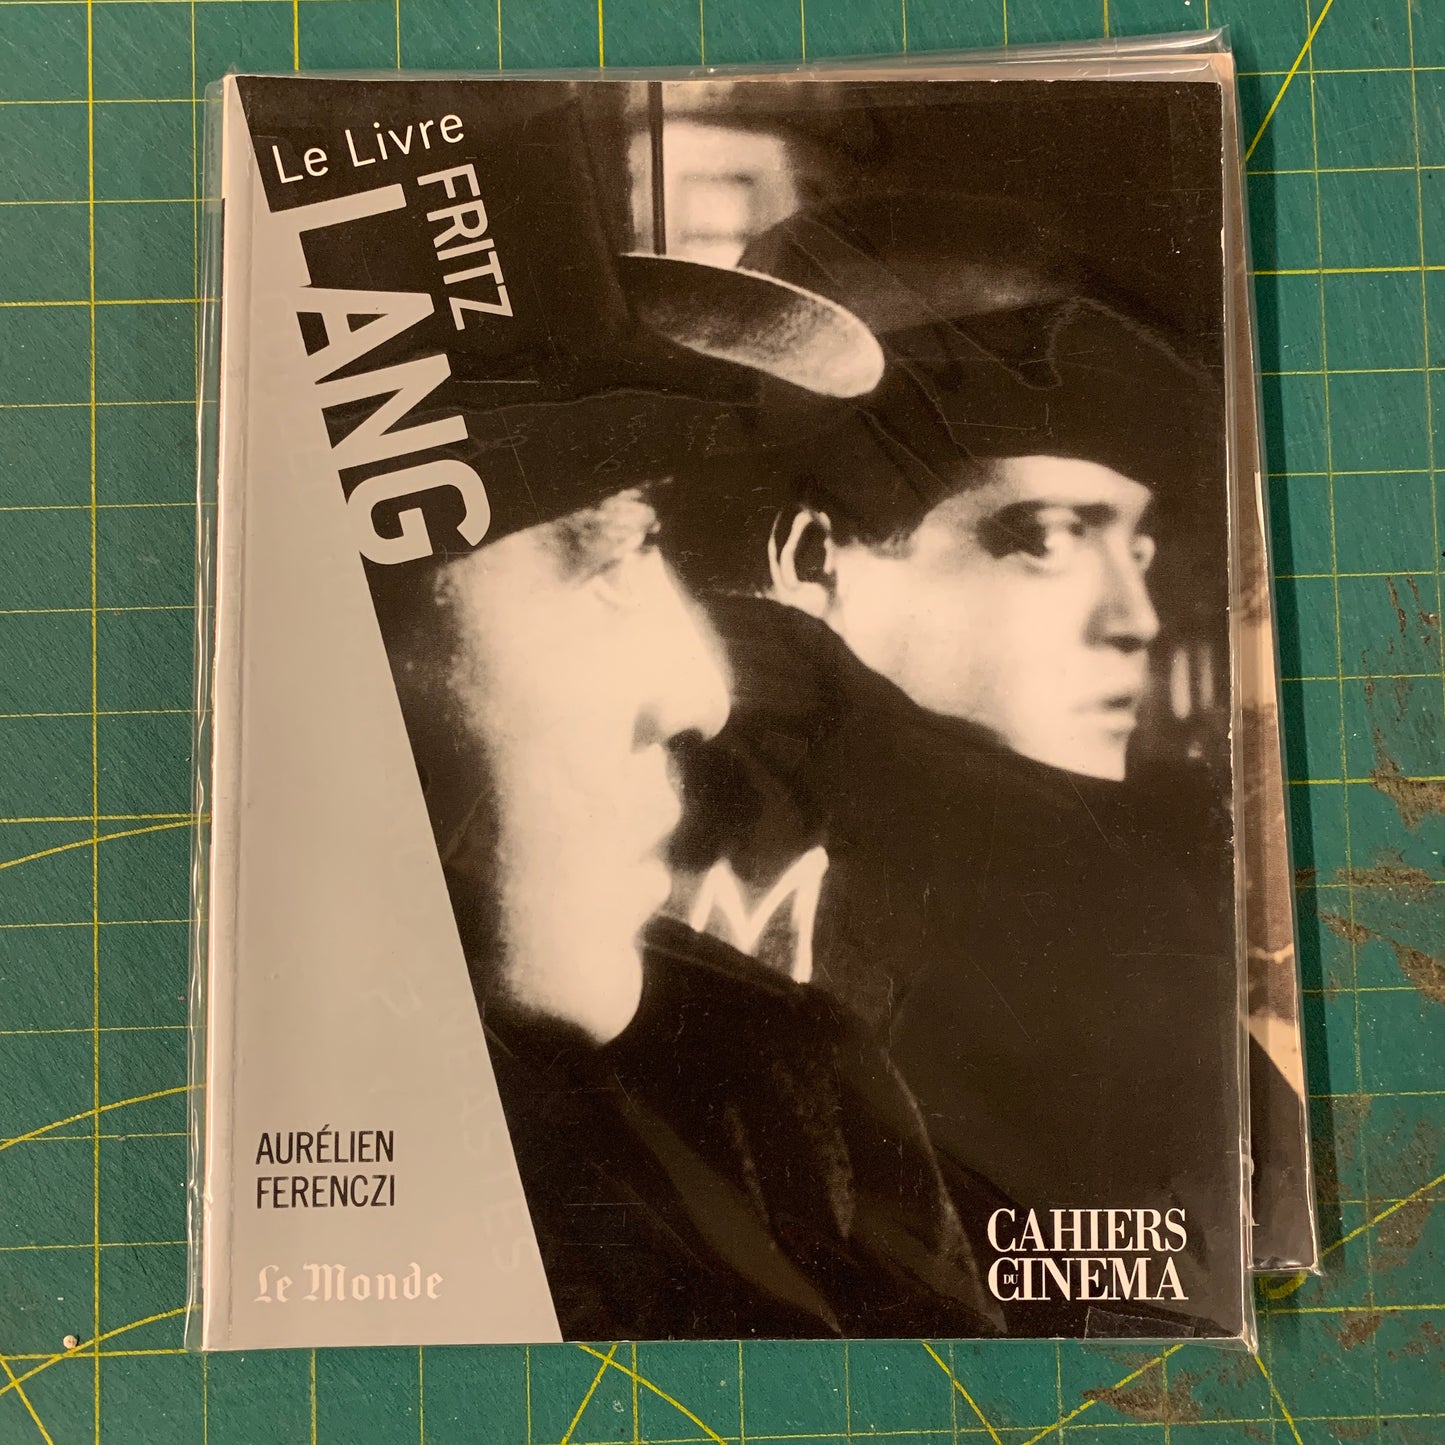 Le Livre
FRITZ
LANG
M
AURÉLIEN
FERENCZI
Le Monde
CAHIERS
DU CINEMA